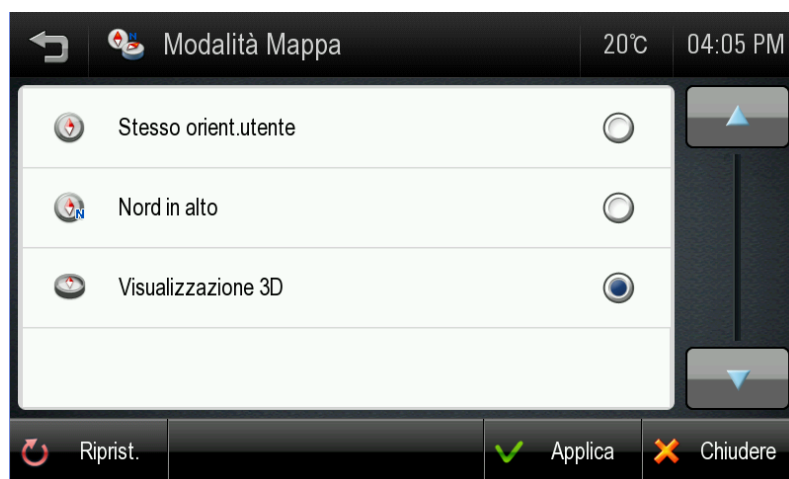 Modalità Mappa 20℃ 04:05 PM
Stesso orient.utente
N Nord in alto
Visualizzazione 3D
Riprist. Applica Chiudere